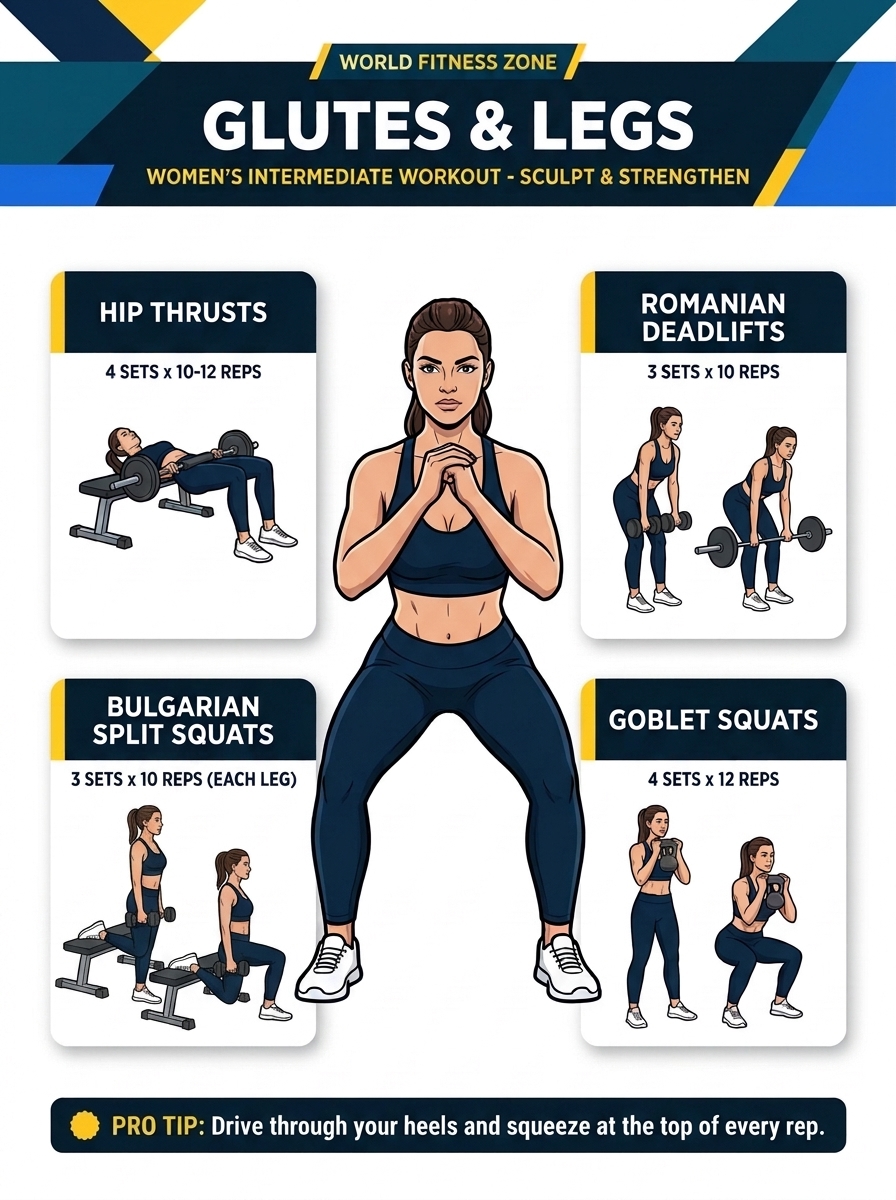 WORLD FITNESS ZONE
GLUTES & LEGS
WOMEN'S INTERMEDIATE WORKOUT - SCULPT & STRENGTHEN
HIP THRUSTS
4 SETS x 10-12 REPS
ROMANIAN
DEADLIFTS
3 SETS x 10 REPS
BULGARIAN
SPLIT SQUATS
3 SETS x 10 REPS (EACH LEG)
GOBLET SQUATS
4 SETS x 12 REPS
PRO TIP: Drive through your heels and squeeze at the top of every rep.